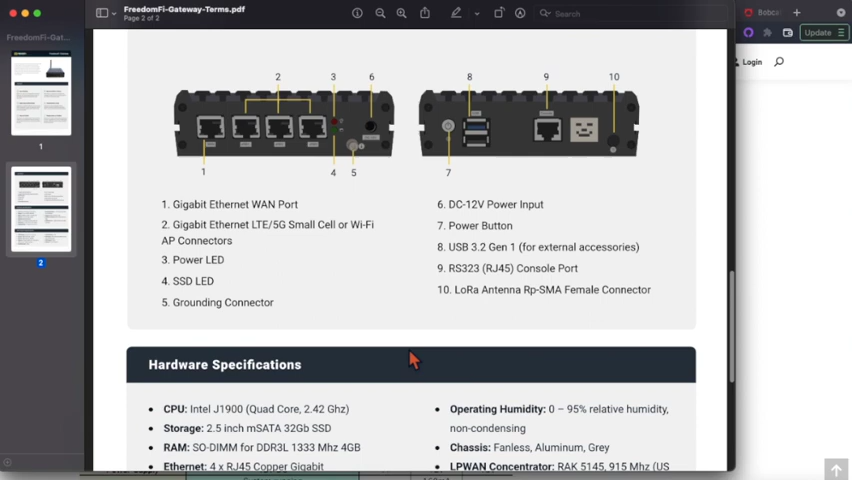 FreedomFi-Gateway-Terms.pdf
Page 2 of 2
Search
Bobcat
Update
FreedomFi-Gat...
Login
1
2
2
3
6
8
9
10
1
4
5
7
1. Gigabit Ethernet WAN Port
2. Gigabit Ethernet LTE/5G Small Cell or Wi-Fi
AP Connectors
3. Power LED
4. SSD LED
5. Grounding Connector
6. DC-12V Power Input
7. Power Button
8. USB 3.2 Gen 1 (for external accessories)
9. RS323 (RJ45) Console Port
10. LoRa Antenna Rp-SMA Female Connector
Hardware Specifications
• CPU: Intel J1900 (Quad Core, 2.42 Ghz)
• Storage: 2.5 inch mSATA 32Gb SSD
• RAM: SO-DIMM for DDR3L 1333 Mhz 4GB
• Ethernet: 4 x RJ45 Copper Gigabit
• Operating Humidity: 0 – 95% relative humidity,
non-condensing
• Chassis: Fanless, Aluminum, Grey
• LPWAN Concentrator: RAK 5145, 915 Mhz (US